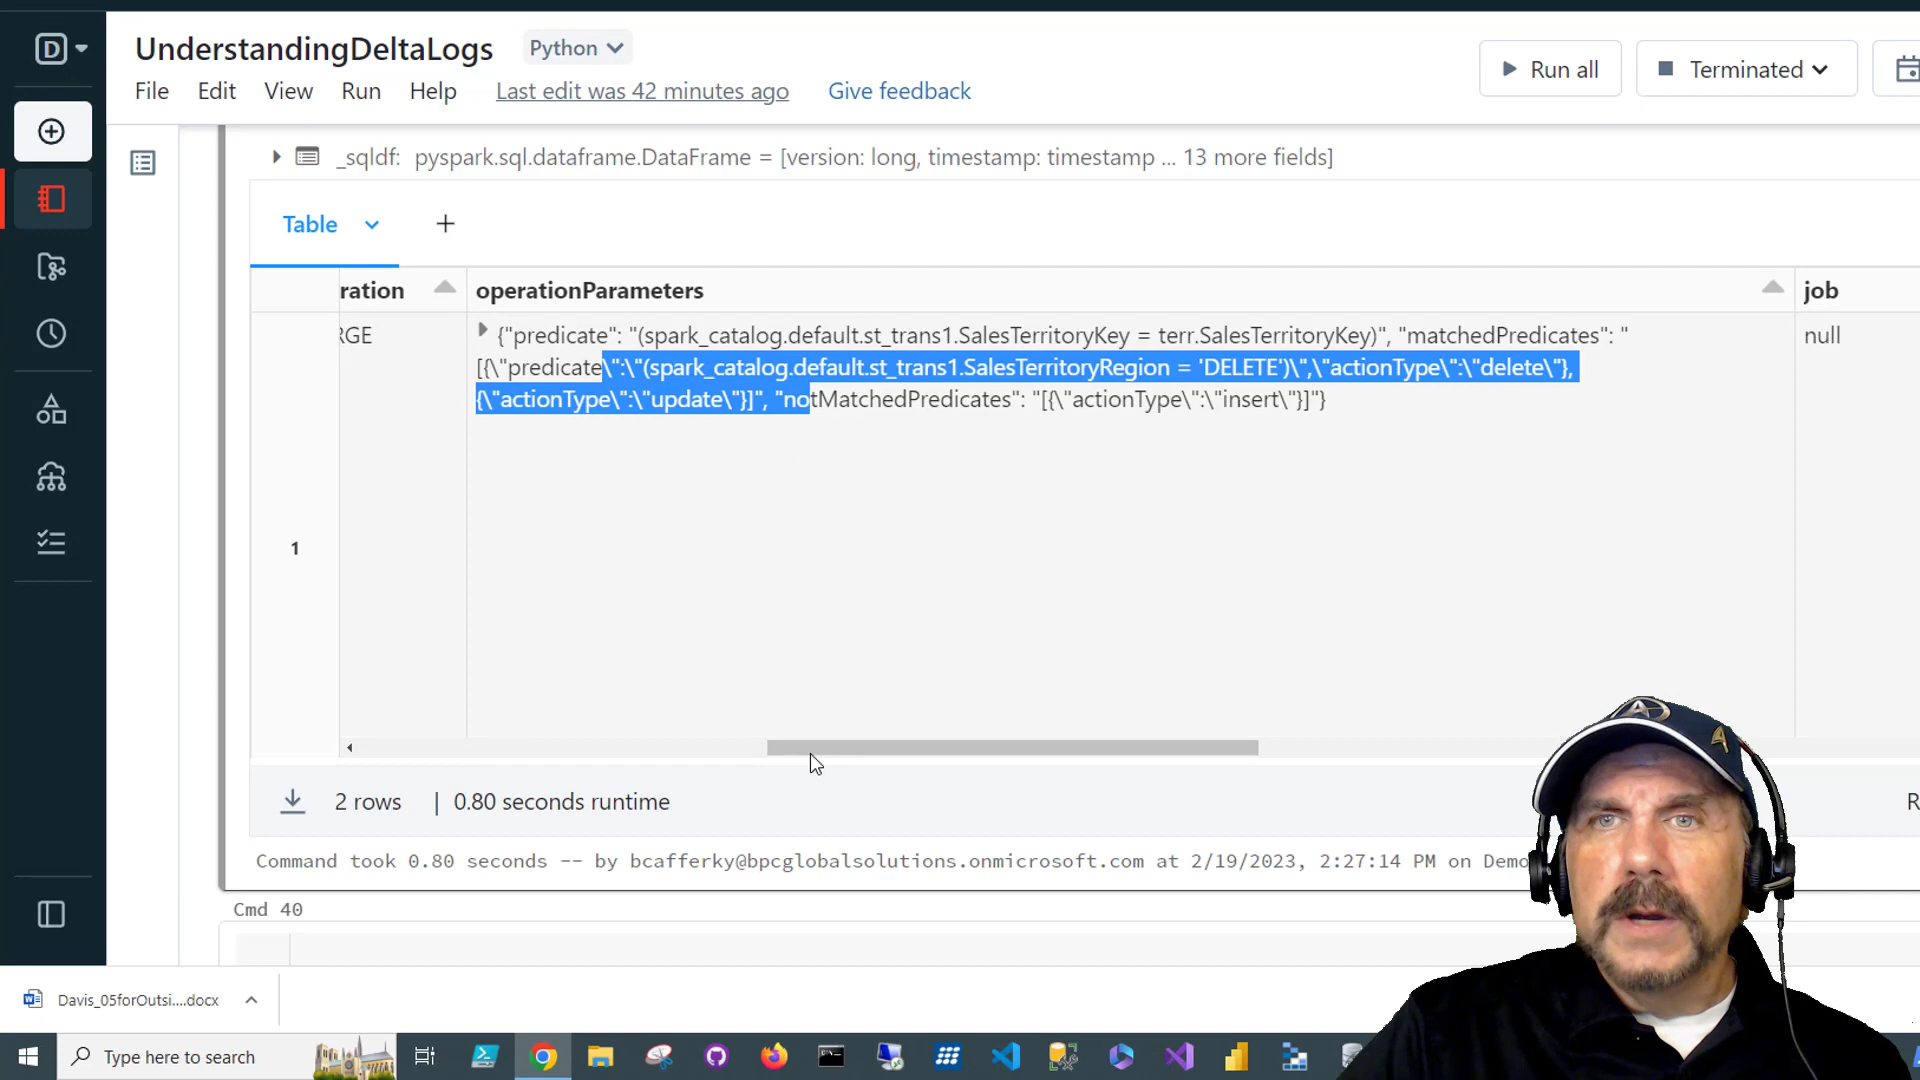 UnderstandingDeltaLogs Python
Run all Terminated
File Edit View Run Help Last edit was 42 minutes ago Give feedback
_sqldf: pyspark.sql.dataframe.DataFrame = [version: long, timestamp: timestamp ... 13 more fields]
Table +
ration operationParameters job
RGE {"predicate": "(spark_catalog.default.st_trans1.SalesTerritoryKey = terr.SalesTerritoryKey)", "matchedPredicates": " null
[{\"predicate\":\"(spark_catalog.default.st_trans1.SalesTerritoryRegion = 'DELETE')\",\"actionType\":\"delete\"},
{\"actionType\":\"update\"}]", "notMatchedPredicates": "[{\"actionType\":\"insert\"}]"}
1
2 rows | 0.80 seconds runtime R
Command took 0.80 seconds -- by bcafferky@bpcglobalsolutions.onmicrosoft.com at 2/19/2023, 2:27:14 PM on Demo
Cmd 40
Davis_05forOutsi....docx
Type here to search